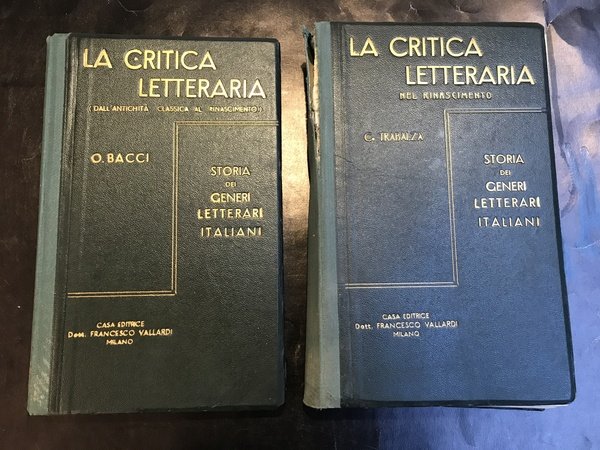 LA CRITICA
LETTERARIA
(DALL'ANTICHITÀ CLASSICA AL RINASCIMENTO)
O. BACCI
STORIA
DEI
GENERI
LETTERARI
ITALIANI
CASA EDITRICE
Dott. FRANCESCO VALLARDI
MILANO
LA CRITICA
LETTERARIA
NEL RINASCIMENTO
C. TRABALZA
STORIA
DEI
GENERI
LETTERARI
ITALIANI
CASA EDITRICE
Dott. FRANCESCO VALLARDI
MILANO